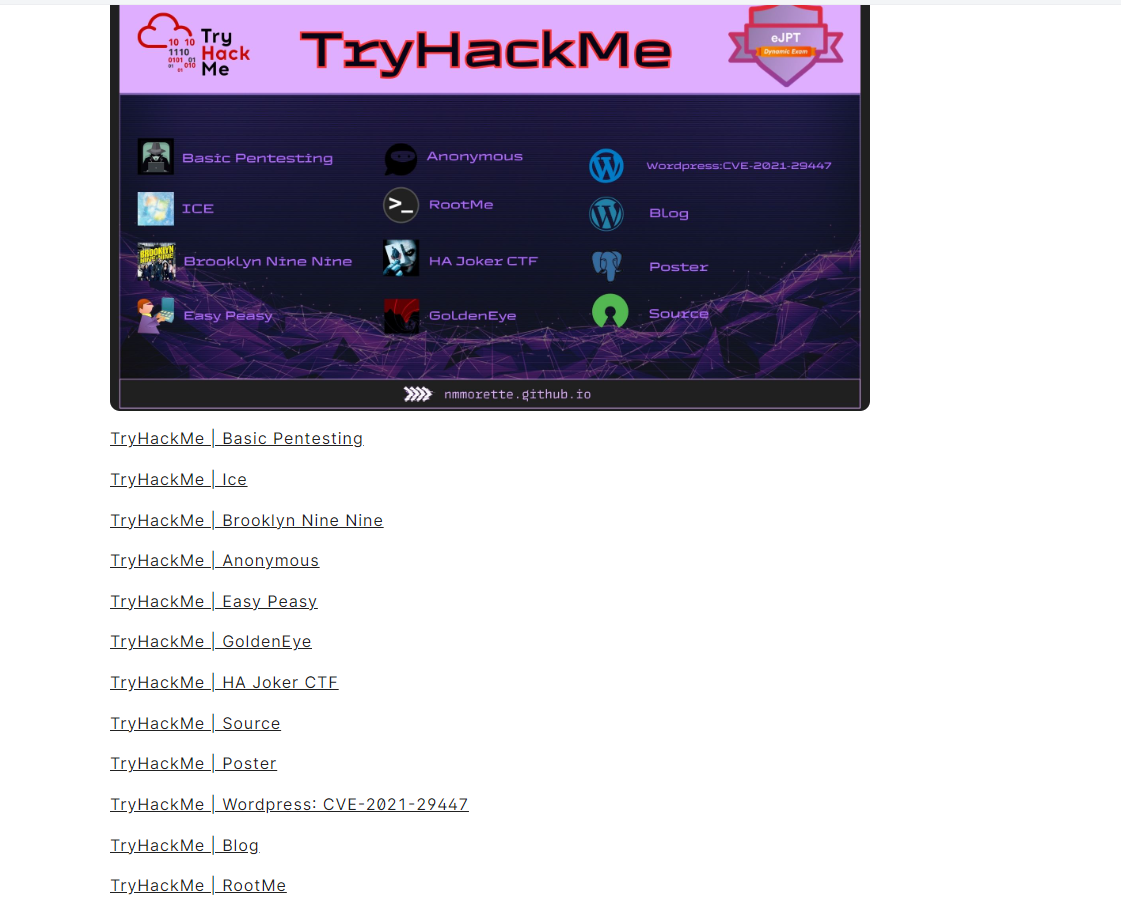 10 10
1110
0101 01
01 010
01
Try
Hack
Me
TryHackMe
eJPT
Dynamic Exam
Basic Pentesting
Anonymous
Wordpress:CVE-2021-29447
ICE
>_ RootMe
Blog
BROOKLYN
NINE-NINE
Brooklyn Nine Nine
HA Joker CTF
Poster
Easy Peasy
GoldenEye
Source
nmmorette.github.io
TryHackMe | Basic Pentesting
TryHackMe | Ice
TryHackMe | Brooklyn Nine Nine
TryHackMe | Anonymous
TryHackMe | Easy Peasy
TryHackMe | GoldenEye
TryHackMe | HA Joker CTF
TryHackMe | Source
TryHackMe | Poster
TryHackMe | Wordpress: CVE-2021-29447
TryHackMe | Blog
TryHackMe | RootMe